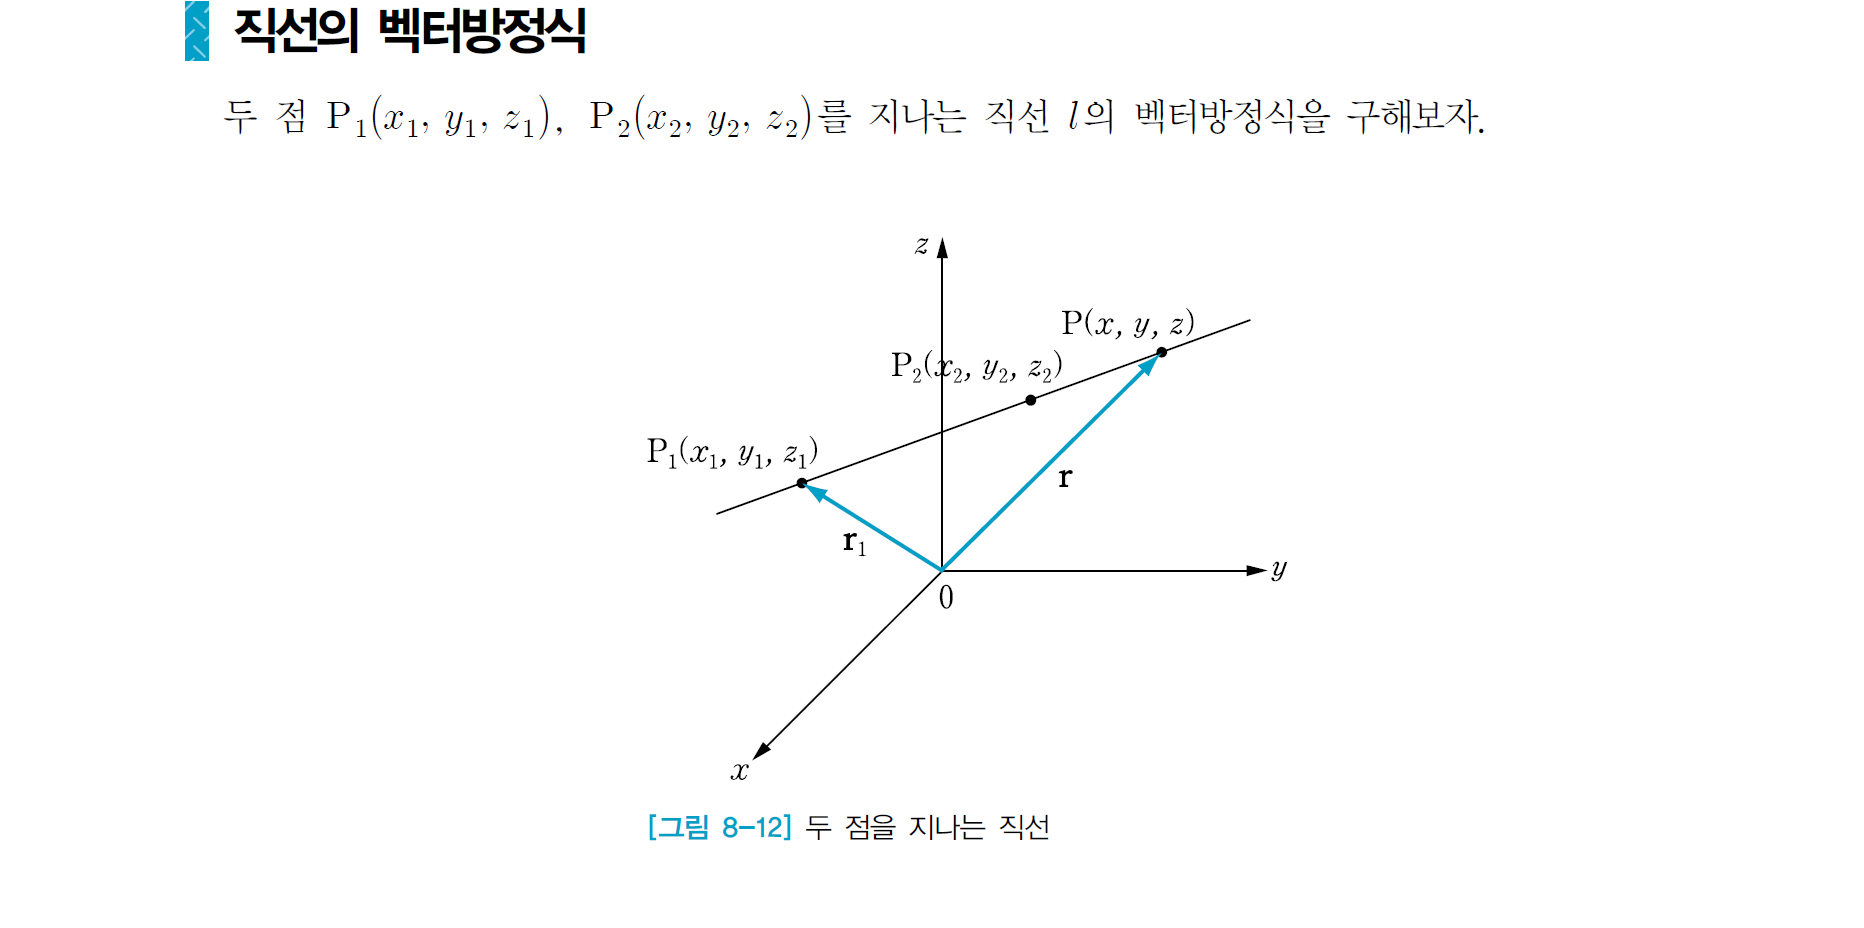 직선의 벡터방정식
두 점 P₁(x₁, y₁, z₁), P₂(x₂, y₂, z₂)를 지나는 직선 l의 벡터방정식을 구해보자.
z
P(x, y, z)
P₂(x₂, y₂, z₂)
P₁(x₁, y₁, z₁)
r
r₁
y
0
x
[그림 8-12] 두 점을 지나는 직선